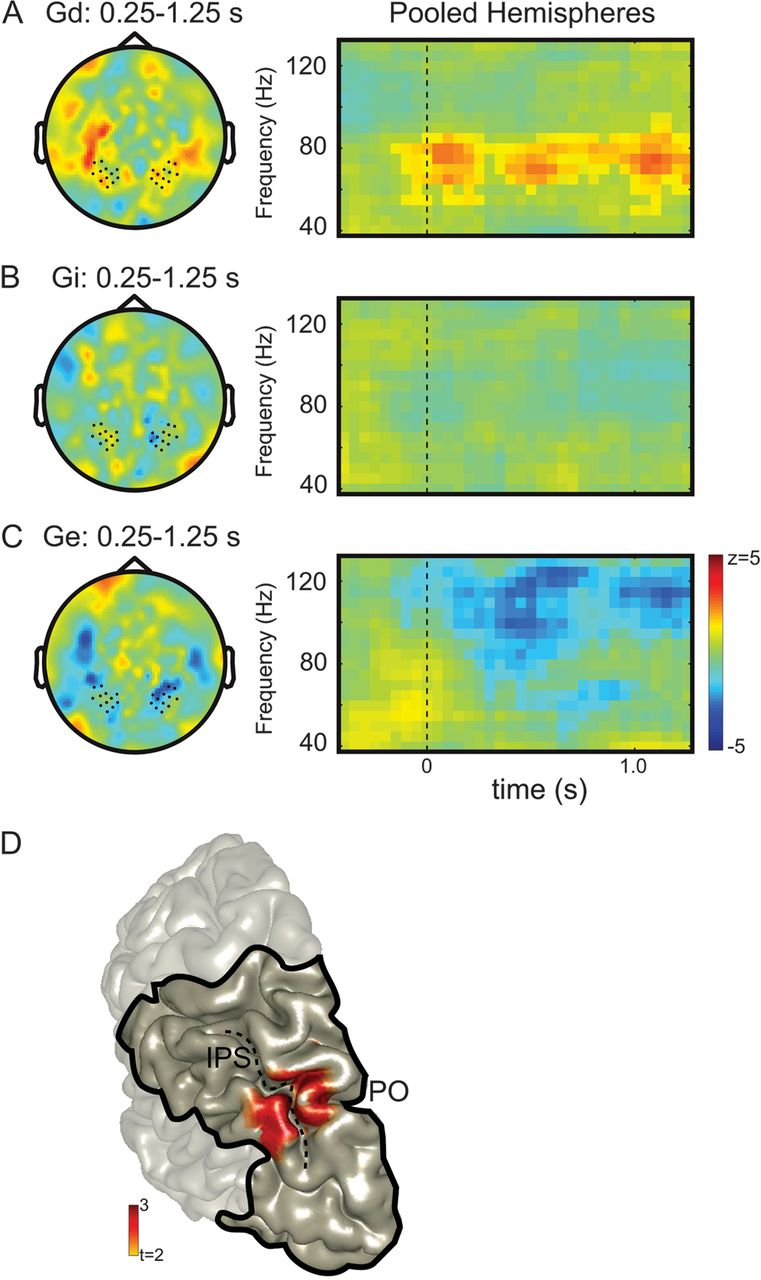 A Gd: 0.25-1.25 s
Pooled Hemispheres
Frequency (Hz)
120
80
40
B Gi: 0.25-1.25 s
Frequency (Hz)
120
80
40
C Ge: 0.25-1.25 s
Frequency (Hz)
120
80
40
0
1.0
time (s)
z=5
-5
D
IPS
PO
3
t=2